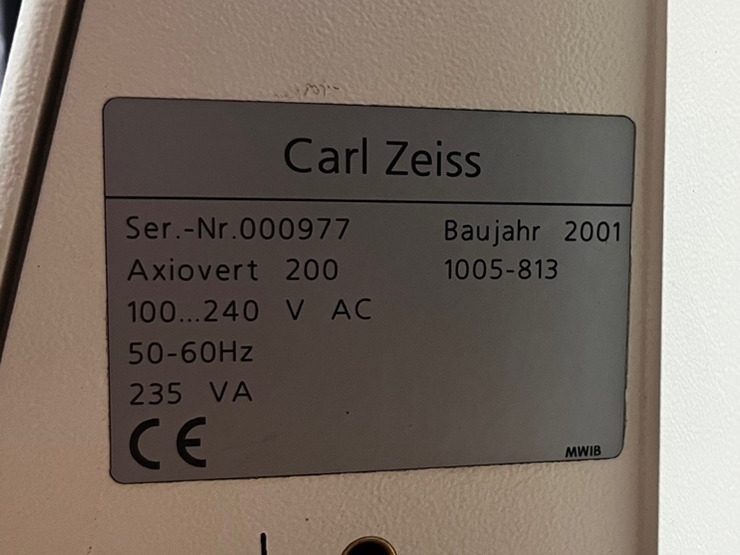 Carl Zeiss
Ser.-Nr.000977 Baujahr 2001
Axiovert 200 1005-813
100...240 V AC
50-60Hz
235 VA
CE
MWIB